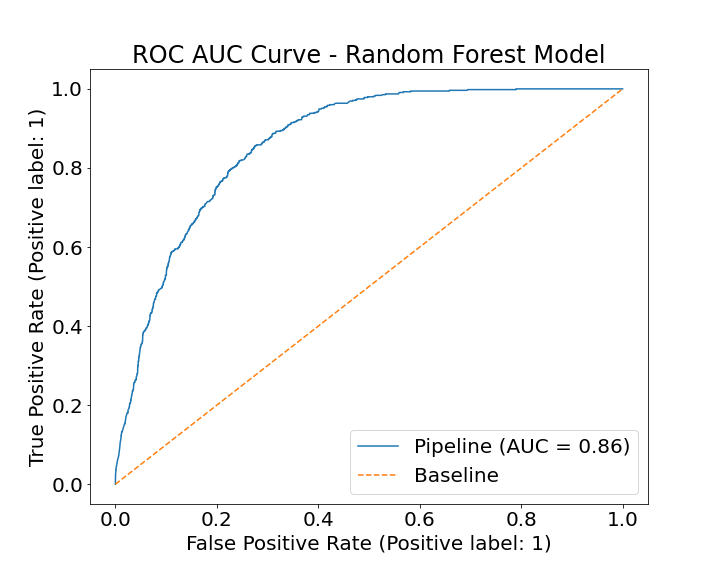 ROC AUC Curve - Random Forest Model
True Positive Rate (Positive label: 1)
1.0
0.8
0.6
0.4
0.2
0.0
Pipeline (AUC = 0.86)
Baseline
0.0 0.2 0.4 0.6 0.8 1.0
False Positive Rate (Positive label: 1)